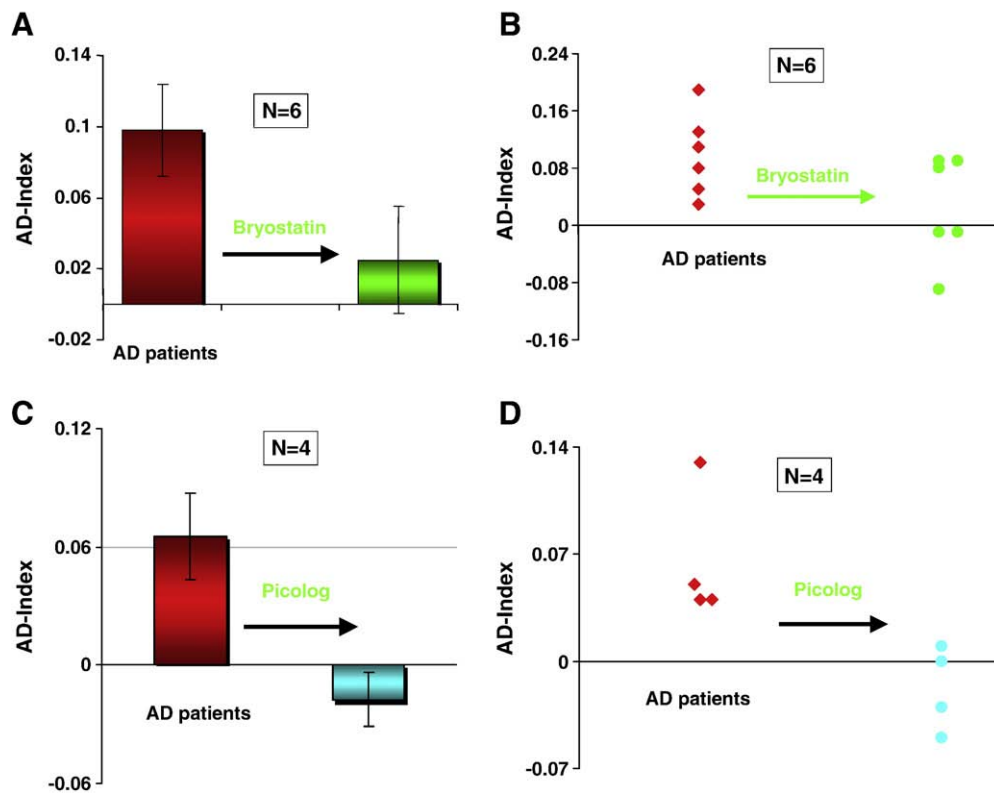 A
AD-Index
0.14
0.1
0.06
0.02
-0.02
N=6
Bryostatin
AD patients
B
AD-Index
0.24
0.16
0.08
0
-0.08
-0.16
N=6
Bryostatin
AD patients
C
AD-Index
0.12
0.06
0
-0.06
N=4
Picolog
AD patients
D
AD-Index
0.14
0.07
0
-0.07
N=4
Picolog
AD patients